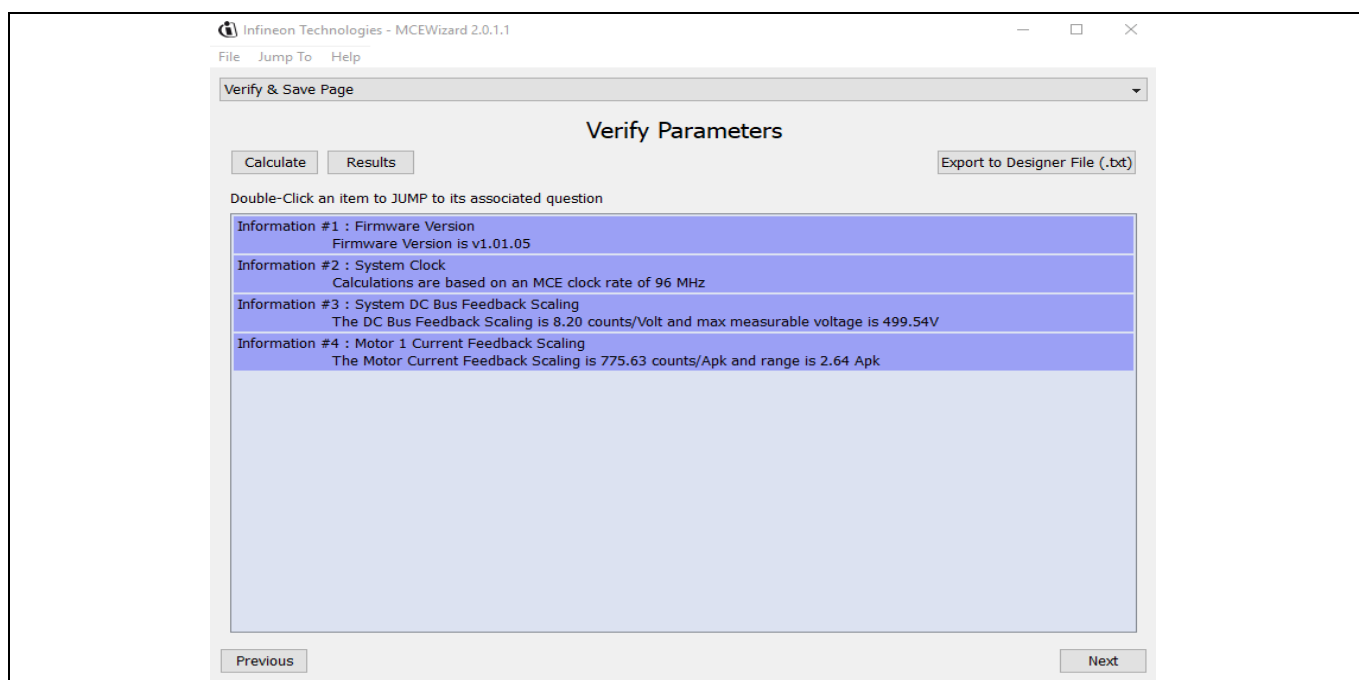 Infineon Technologies - MCEWizard 2.0.1.1
File Jump To Help
Verify & Save Page
Verify Parameters
Calculate Results Export to Designer File (.txt)
Double-Click an item to JUMP to its associated question
Information #1 : Firmware Version
Firmware Version is v1.01.05
Information #2 : System Clock
Calculations are based on an MCE clock rate of 96 MHz
Information #3 : System DC Bus Feedback Scaling
The DC Bus Feedback Scaling is 8.20 counts/Volt and max measurable voltage is 499.54V
Information #4 : Motor 1 Current Feedback Scaling
The Motor Current Feedback Scaling is 775.63 counts/Apk and range is 2.64 Apk
Previous Next